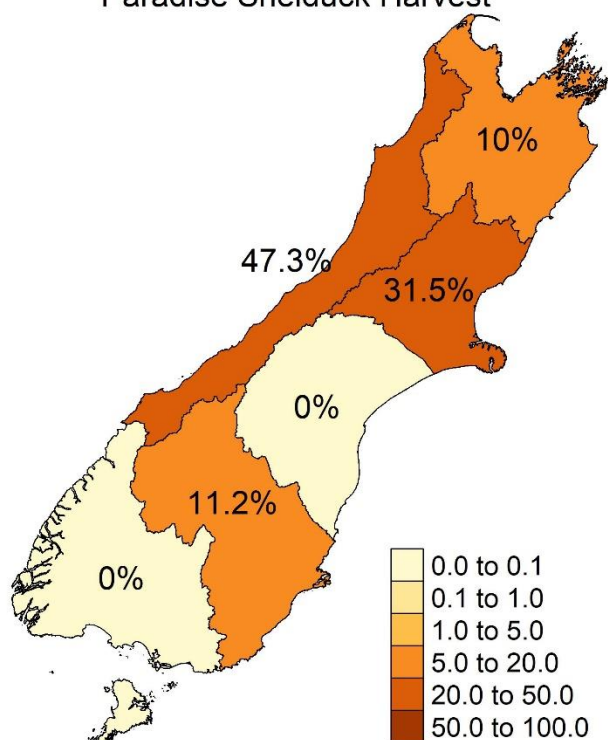 Paradise Shelduck Harvest
10%
47.3%
31.5%
0%
11.2%
0%
0.0 to 0.1
0.1 to 1.0
1.0 to 5.0
5.0 to 20.0
20.0 to 50.0
50.0 to 100.0